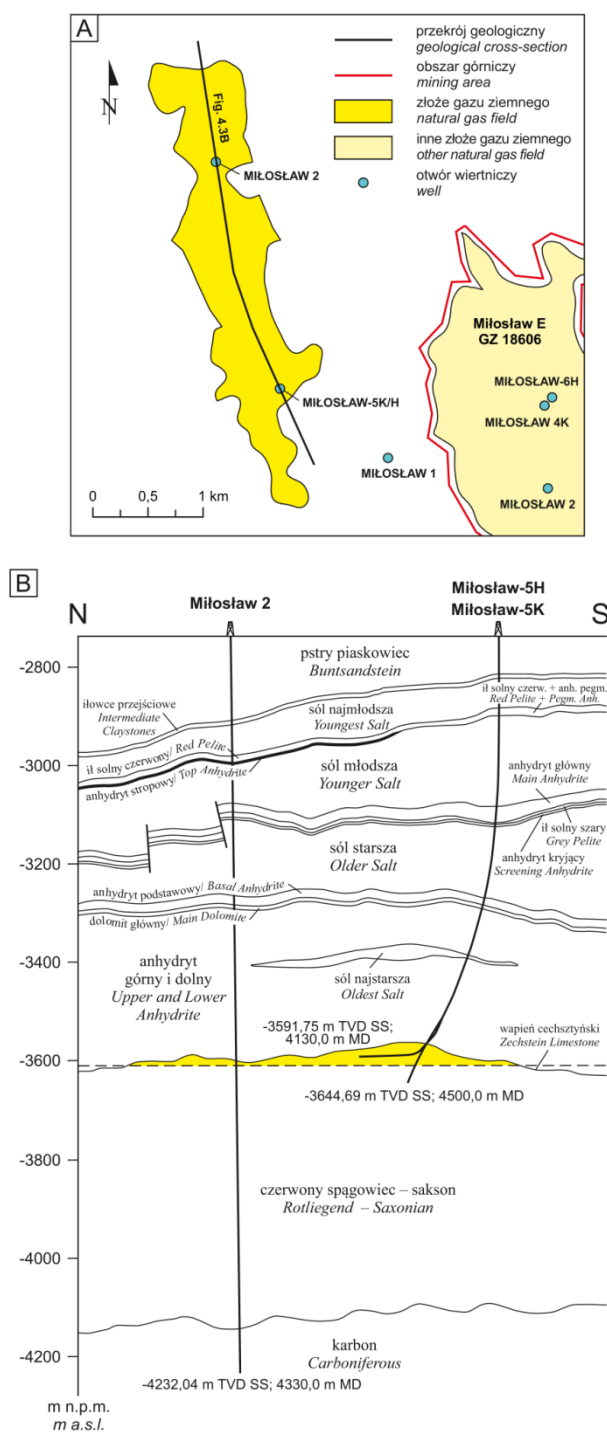 A
N
Fig. 4.3B
MIŁOSŁAW 2
MIŁOSŁAW-5K/H
MIŁOSŁAW 1
0 0,5 1 km
przekrój geologiczny
geological cross-section
obszar górniczy
mining area
złoże gazu ziemnego
natural gas field
inne złoże gazu ziemnego
other natural gas field
otwór wiertniczy
well
Miłosław E
GZ 18606
MIŁOSŁAW-6H
MIŁOSŁAW 4K
MIŁOSŁAW 2
B
N
Miłosław 2
Miłosław-5H
Miłosław-5K
S
-2800
-3000
-3200
-3400
-3600
-3800
-4000
-4200
m n.p.m.
m a.s.l.
pstry piaskowiec
Buntsandstein
iłowce przejściowe
Intermediate
Claystones
sól najmłodsza
Youngest Salt
ił solny czerw. + anh. pegm.
Red Pelite + Pegm. Anh.
ił solny czerwony/ Red Pelite
anhydryt stropowy/ Top Anhydrite
sól młodsza
Younger Salt
anhydryt główny
Main Anhydrite
ił solny szary
Grey Pelite
anhydryt kryjący
Screening Anhydrite
sól starsza
Older Salt
anhydryt podstawowy/ Basal Anhydrite
dolomit główny/ Main Dolomite
anhydryt
górny i dolny
Upper and Lower
Anhydrite
sól najstarsza
Oldest Salt
-3591,75 m TVD SS;
4130,0 m MD
wapień cechsztyński
Zechstein Limestone
-3644,69 m TVD SS; 4500,0 m MD
czerwony spągowiec – sakson
Rotliegend – Saxonian
karbon
Carboniferous
-4232,04 m TVD SS; 4330,0 m MD